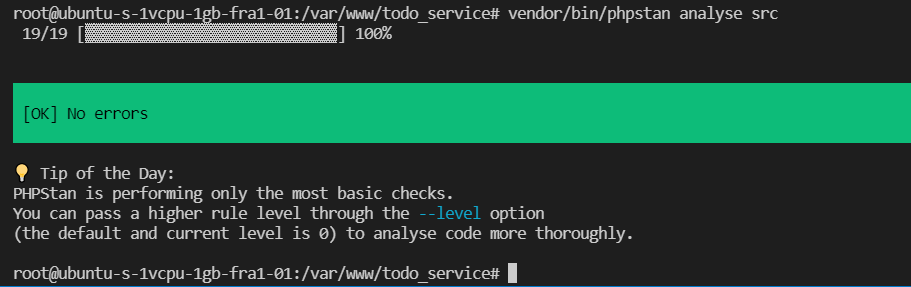 root@ubuntu-s-1vcpu-1gb-fra1-01:/var/www/todo_service# vendor/bin/phpstan analyse src
19/19 [▓▓▓▓▓▓▓▓▓▓▓▓▓▓▓▓▓▓▓▓▓▓▓▓▓▓▓▓] 100%
[OK] No errors
💡 Tip of the Day:
PHPStan is performing only the most basic checks.
You can pass a higher rule level through the --level option
(the default and current level is 0) to analyse code more thoroughly.
root@ubuntu-s-1vcpu-1gb-fra1-01:/var/www/todo_service#